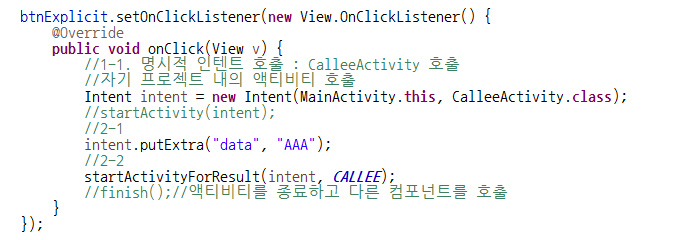 btnExplicit.setOnClickListener(new View.OnClickListener() {
@Override
public void onClick(View v) {
//1-1. 명시적 인텐트 호출 : CalleeActivity 호출
//자기 프로젝트 내의 액티비티 호출
Intent intent = new Intent(MainActivity.this, CalleeActivity.class);
//startActivity(intent);
//2-1
intent.putExtra("data", "AAA");
//2-2
startActivityForResult(intent, CALLEE);
//finish();//액티비티를 종료하고 다른 컴포넌트를 호출
}
});